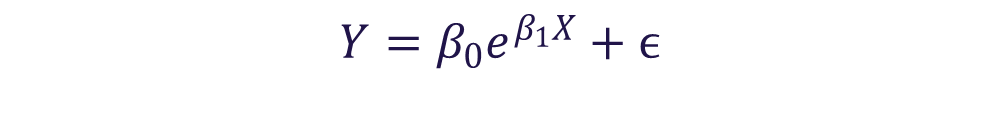 Y = β₀e^{β₁X} + ϵ